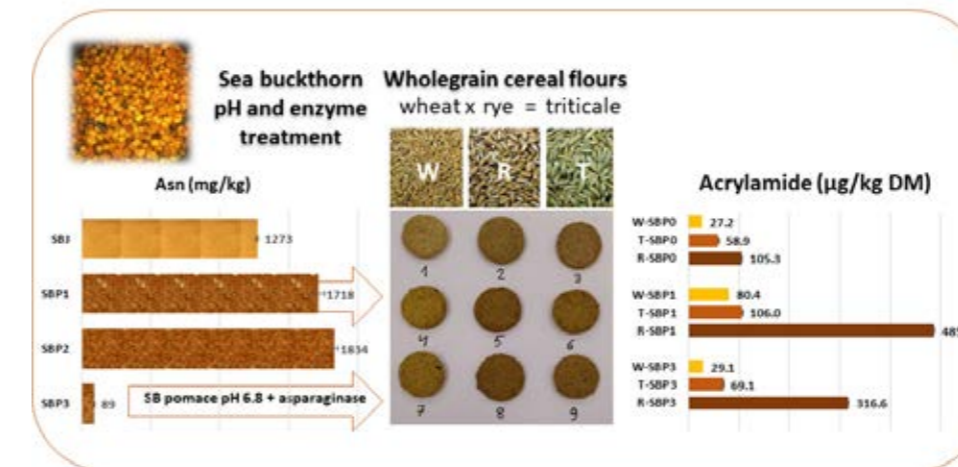 Sea buckthorn
pH and enzyme
treatment
Wholegrain cereal flours
wheat x rye = triticale
W R T
Asn (mg/kg)
SBJ 1273
SBP1 1718
SBP2 1834
SBP3 89
SB pomace pH 6.8 + asparaginase
1 2 3
4 5 6
7 8 9
Acrylamide (µg/kg DM)
W-SBP0 27.2
T-SBP0 58.9
R-SBP0 105.3
W-SBP1 80.4
T-SBP1 106.0
R-SBP1
W-SBP3 29.1
T-SBP3 69.1
R-SBP3 316.6